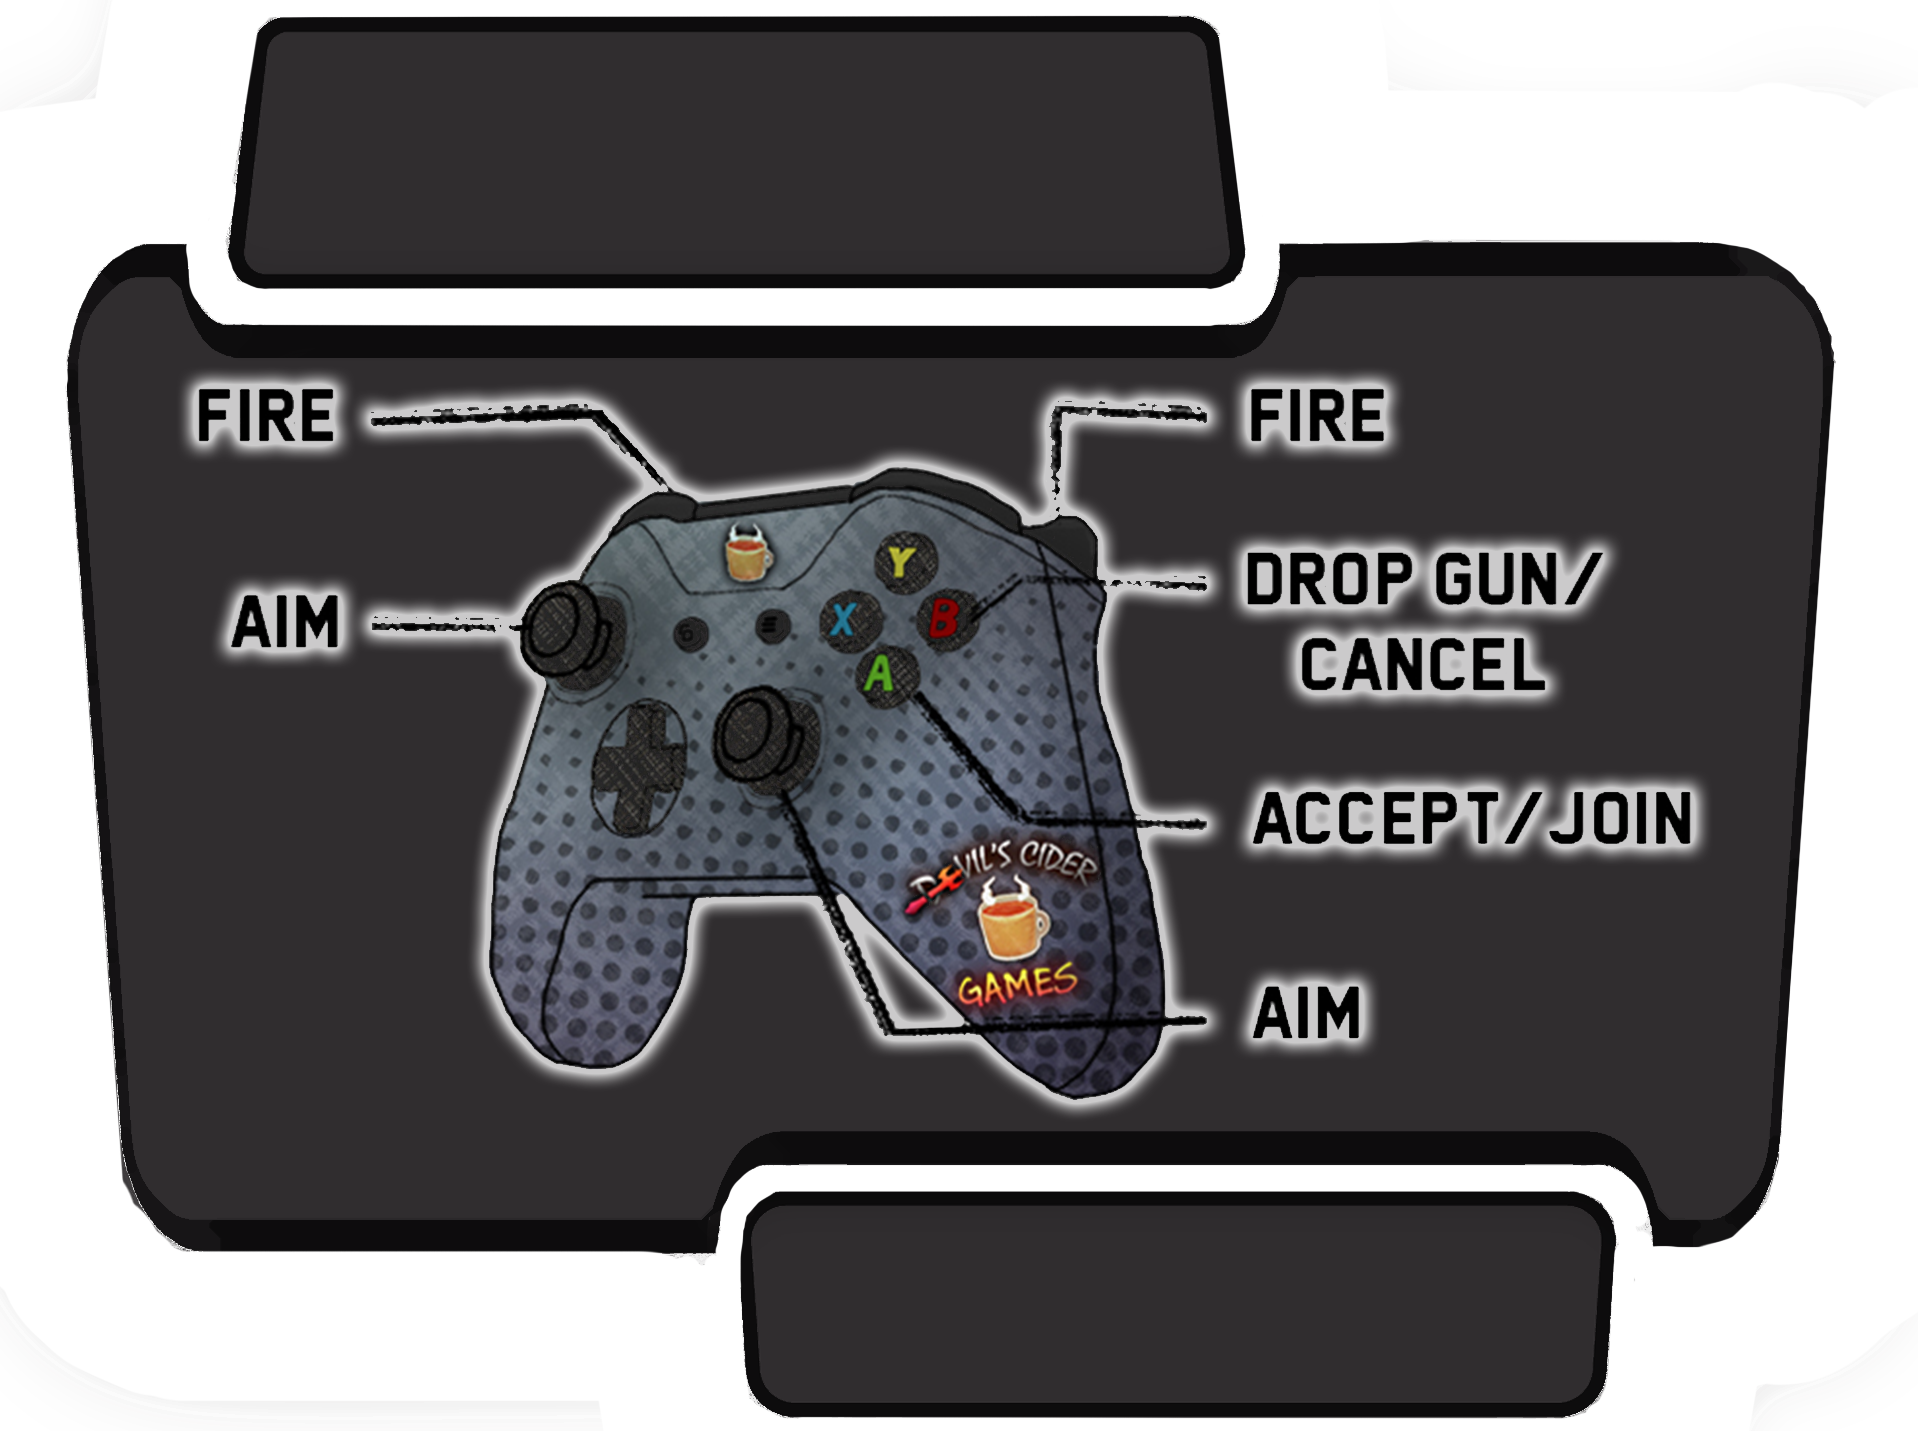 FIRE
FIRE
AIM
DROP GUN/
CANCEL
Y
X
B
A
ACCEPT/JOIN
DEVIL'S CIDER
GAMES
AIM